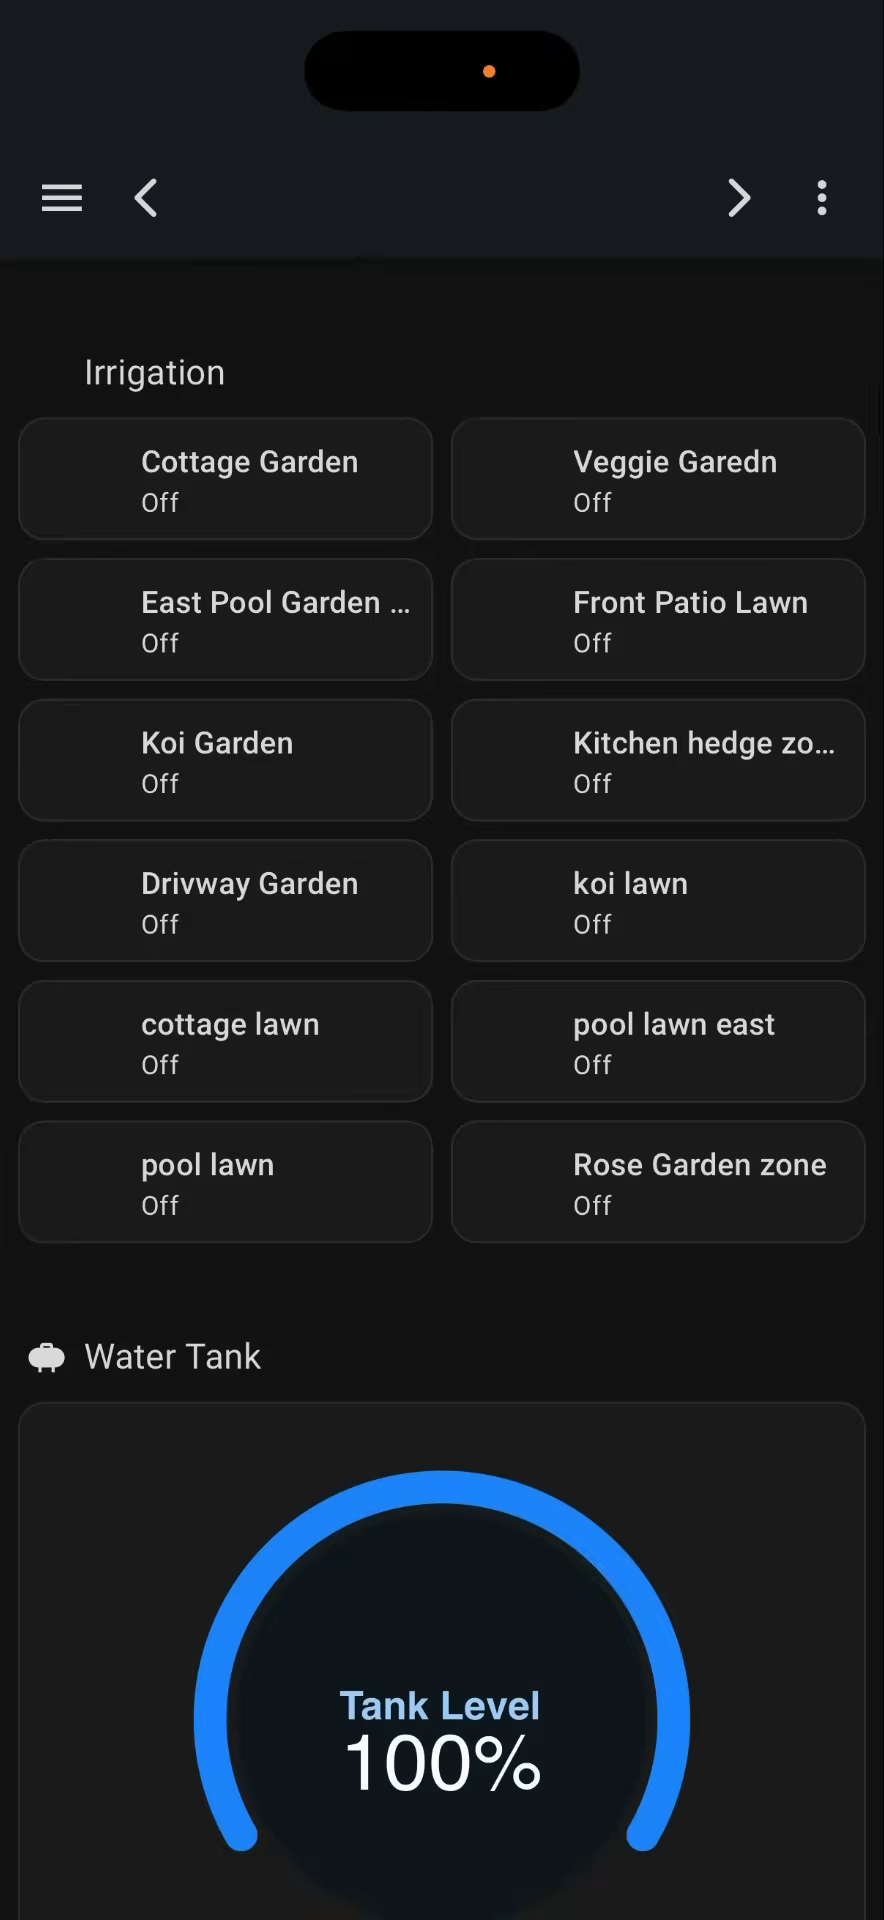 Irrigation
Cottage Garden
Off
Veggie Garedn
Off
East Pool Garden ...
Off
Front Patio Lawn
Off
Koi Garden
Off
Kitchen hedge zo...
Off
Drivway Garden
Off
koi lawn
Off
cottage lawn
Off
pool lawn east
Off
pool lawn
Off
Rose Garden zone
Off
Water Tank
Tank Level
100%